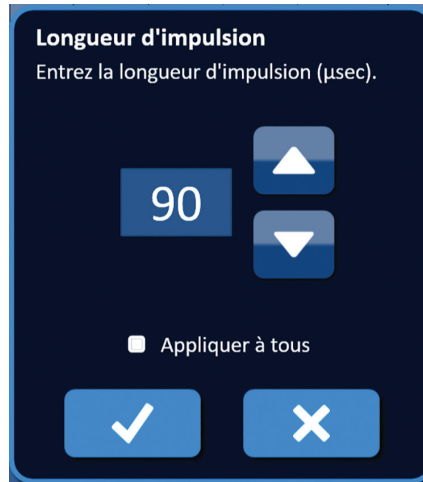 Longueur d'impulsion
Entrez la longueur d'impulsion (µsec).
90
Appliquer à tous